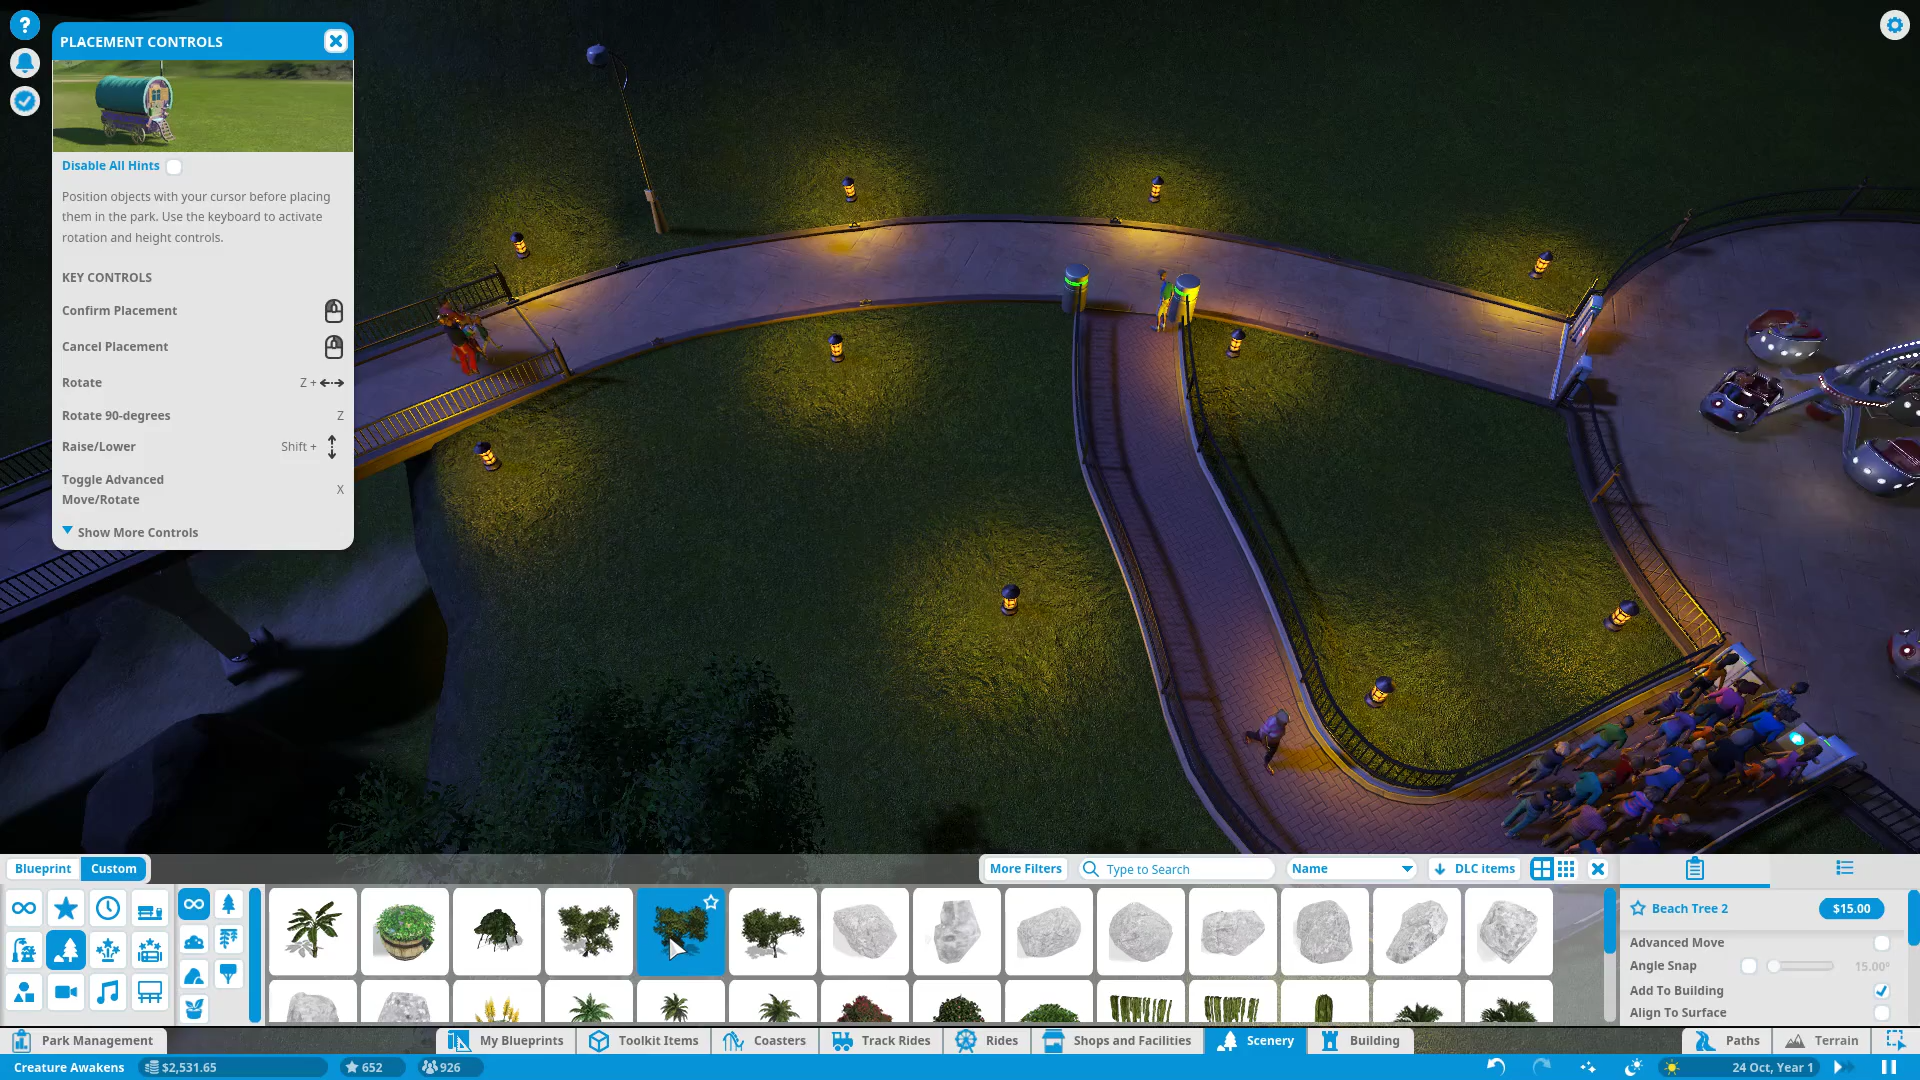 ?
PLACEMENT CONTROLS
Disable All Hints
Position objects with your cursor before placing
them in the park. Use the keyboard to activate
rotation and height controls.
KEY CONTROLS
Confirm Placement
Cancel Placement
Rotate Z +
Rotate 90-degrees Z
Raise/Lower Shift +
Toggle Advanced
Move/Rotate X
Show More Controls
Blueprint Custom More Filters Type to Search Name DLC items
Beach Tree 2 $15.00
Advanced Move
Angle Snap 15.00°
Add To Building
Align To Surface
Park Management My Blueprints Toolkit Items Coasters Track Rides Rides Shops and Facilities Scenery Building Paths Terrain
Creature Awakens $2,531.65 652 926 24 Oct, Year 1